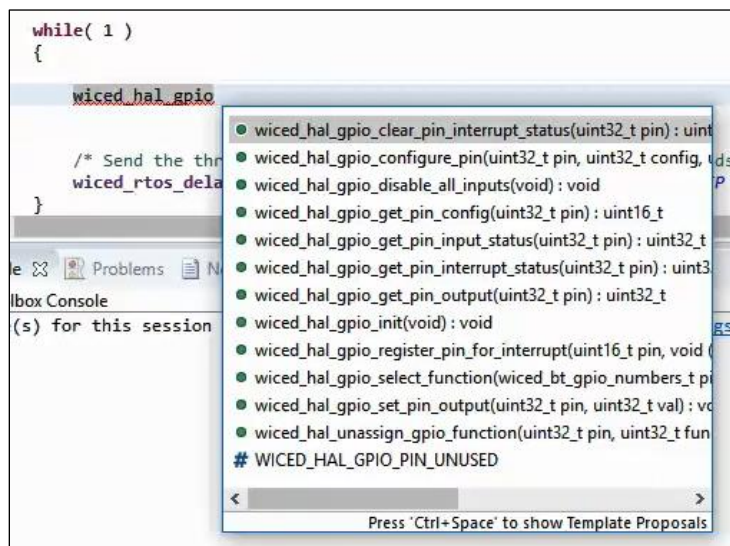 while( 1 )
{
wiced_hal_gpio
wiced_hal_gpio_clear_pin_interrupt_status(uint32_t pin) : uint
wiced_hal_gpio_configure_pin(uint32_t pin, uint32_t config, u
wiced_hal_gpio_disable_all_inputs(void) : void
/* Send the thr
wiced_rtos_dela
}
wiced_hal_gpio_get_pin_config(uint32_t pin) : uint16_t
wiced_hal_gpio_get_pin_input_status(uint32_t pin) : uint32_t
wiced_hal_gpio_get_pin_interrupt_status(uint32_t pin) : uint3
wiced_hal_gpio_get_pin_output(uint32_t pin) : uint32_t
wiced_hal_gpio_init(void) : void
wiced_hal_gpio_register_pin_for_interrupt(uint16_t pin, void (
wiced_hal_gpio_select_function(wiced_bt_gpio_numbers_t pi
wiced_hal_gpio_set_pin_output(uint32_t pin, uint32_t val) : vo
wiced_hal_unassign_gpio_function(uint32_t pin, uint32_t fun
# WICED_HAL_GPIO_PIN_UNUSED
Press 'Ctrl+Space' to show Template Proposals
Problems
llbox Console
(s) for this session